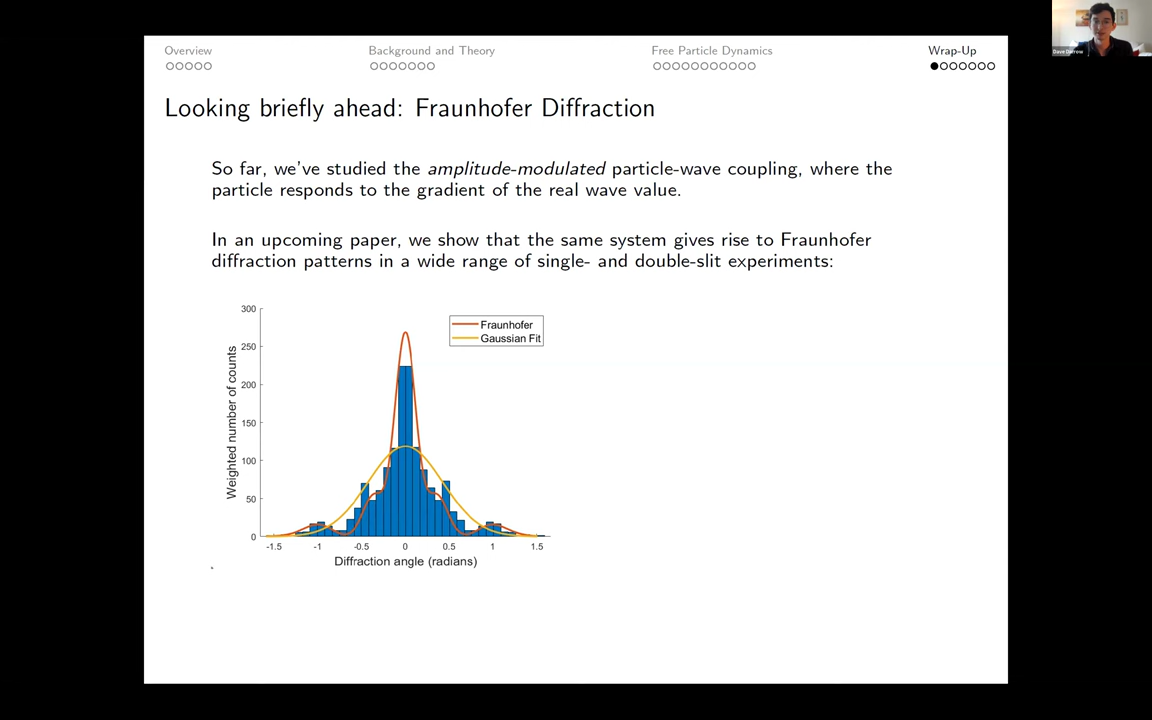 Overview
Background and Theory
Free Particle Dynamics
Wrap-Up
Looking briefly ahead: Fraunhofer Diffraction
So far, we've studied the amplitude-modulated particle-wave coupling, where the
particle responds to the gradient of the real wave value.
In an upcoming paper, we show that the same system gives rise to Fraunhofer
diffraction patterns in a wide range of single- and double-slit experiments:
Fraunhofer
Gaussian Fit
Weighted number of counts
300
250
200
150
100
50
0
-1.5 -1 -0.5 0 0.5 1 1.5
Diffraction angle (radians)
Dave Darrow